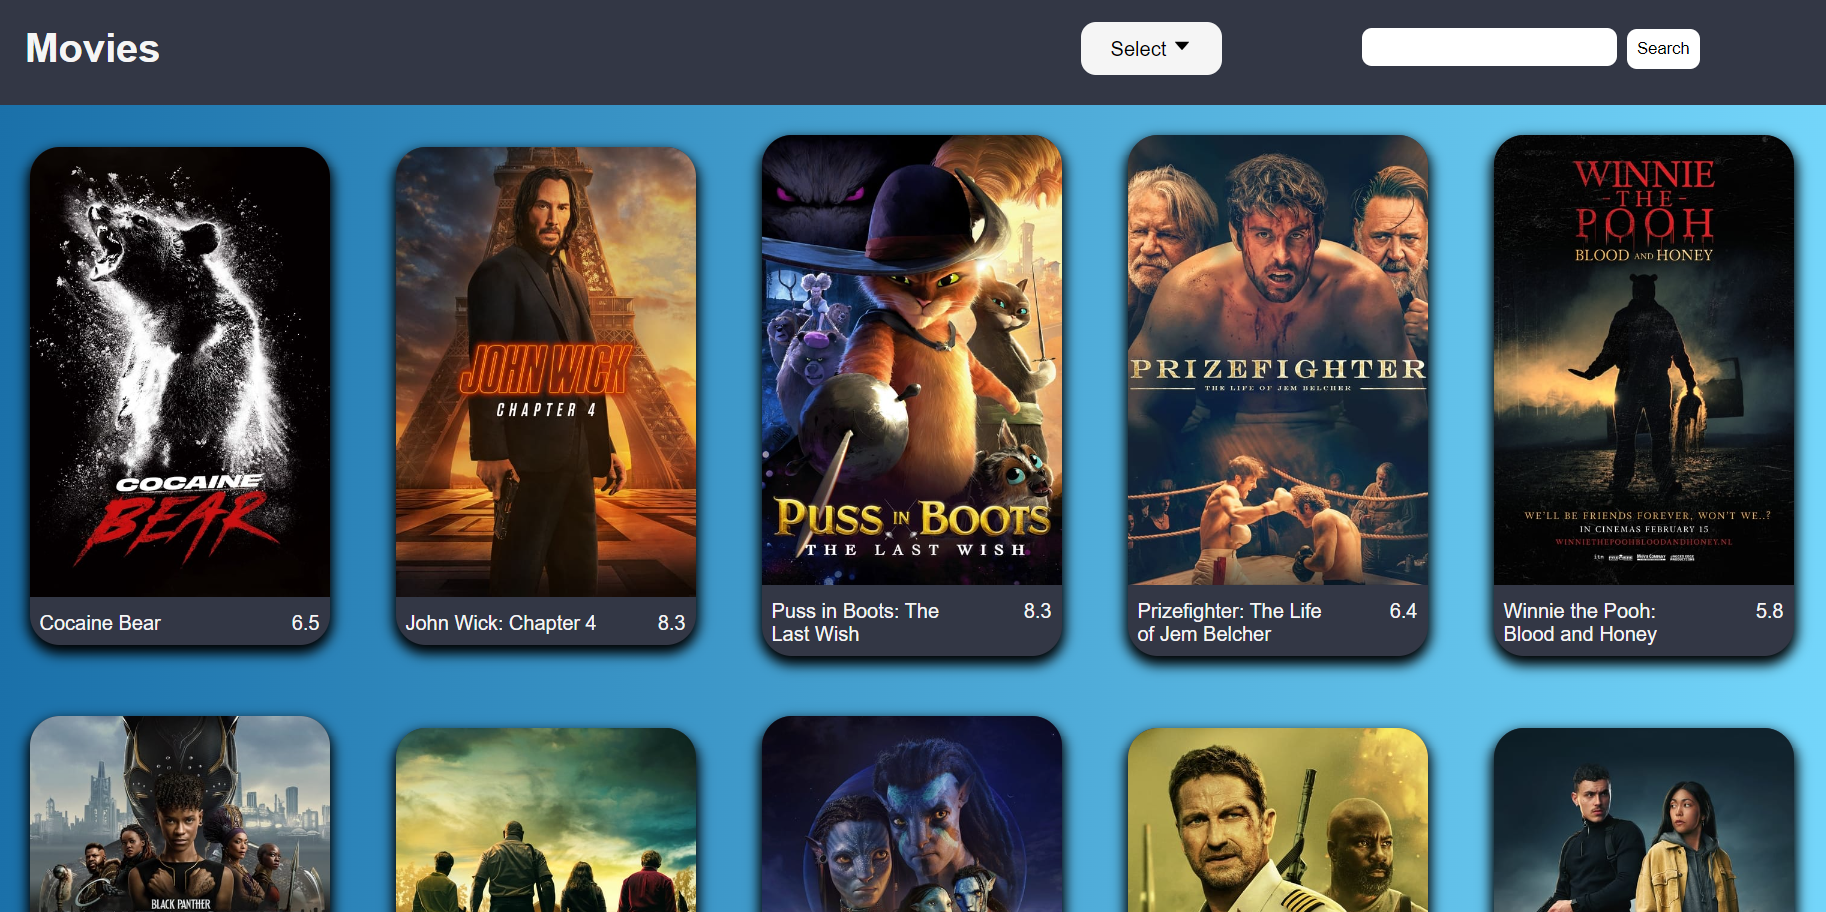 Movies
Select
Search
COCAINE
BEAR
Cocaine Bear
6.5
JOHN WICK
CHAPTER 4
John Wick: Chapter 4
8.3
PUSS IN BOOTS
THE LAST WISH
Puss in Boots: The
Last Wish
8.3
PRIZEFIGHTER
THE LIFE OF JEM BELCHER
Prizefighter: The Life
of Jem Belcher
6.4
WINNIE
-THE-
POOH
BLOOD AND HONEY
WE'LL BE FRIENDS FOREVER, WON'T WE..?
IN CINEMAS FEBRUARY 15
WINNIETHEPOOHBLOODANDHONEY.NL
Winnie the Pooh:
Blood and Honey
5.8
BLACK PANTHER